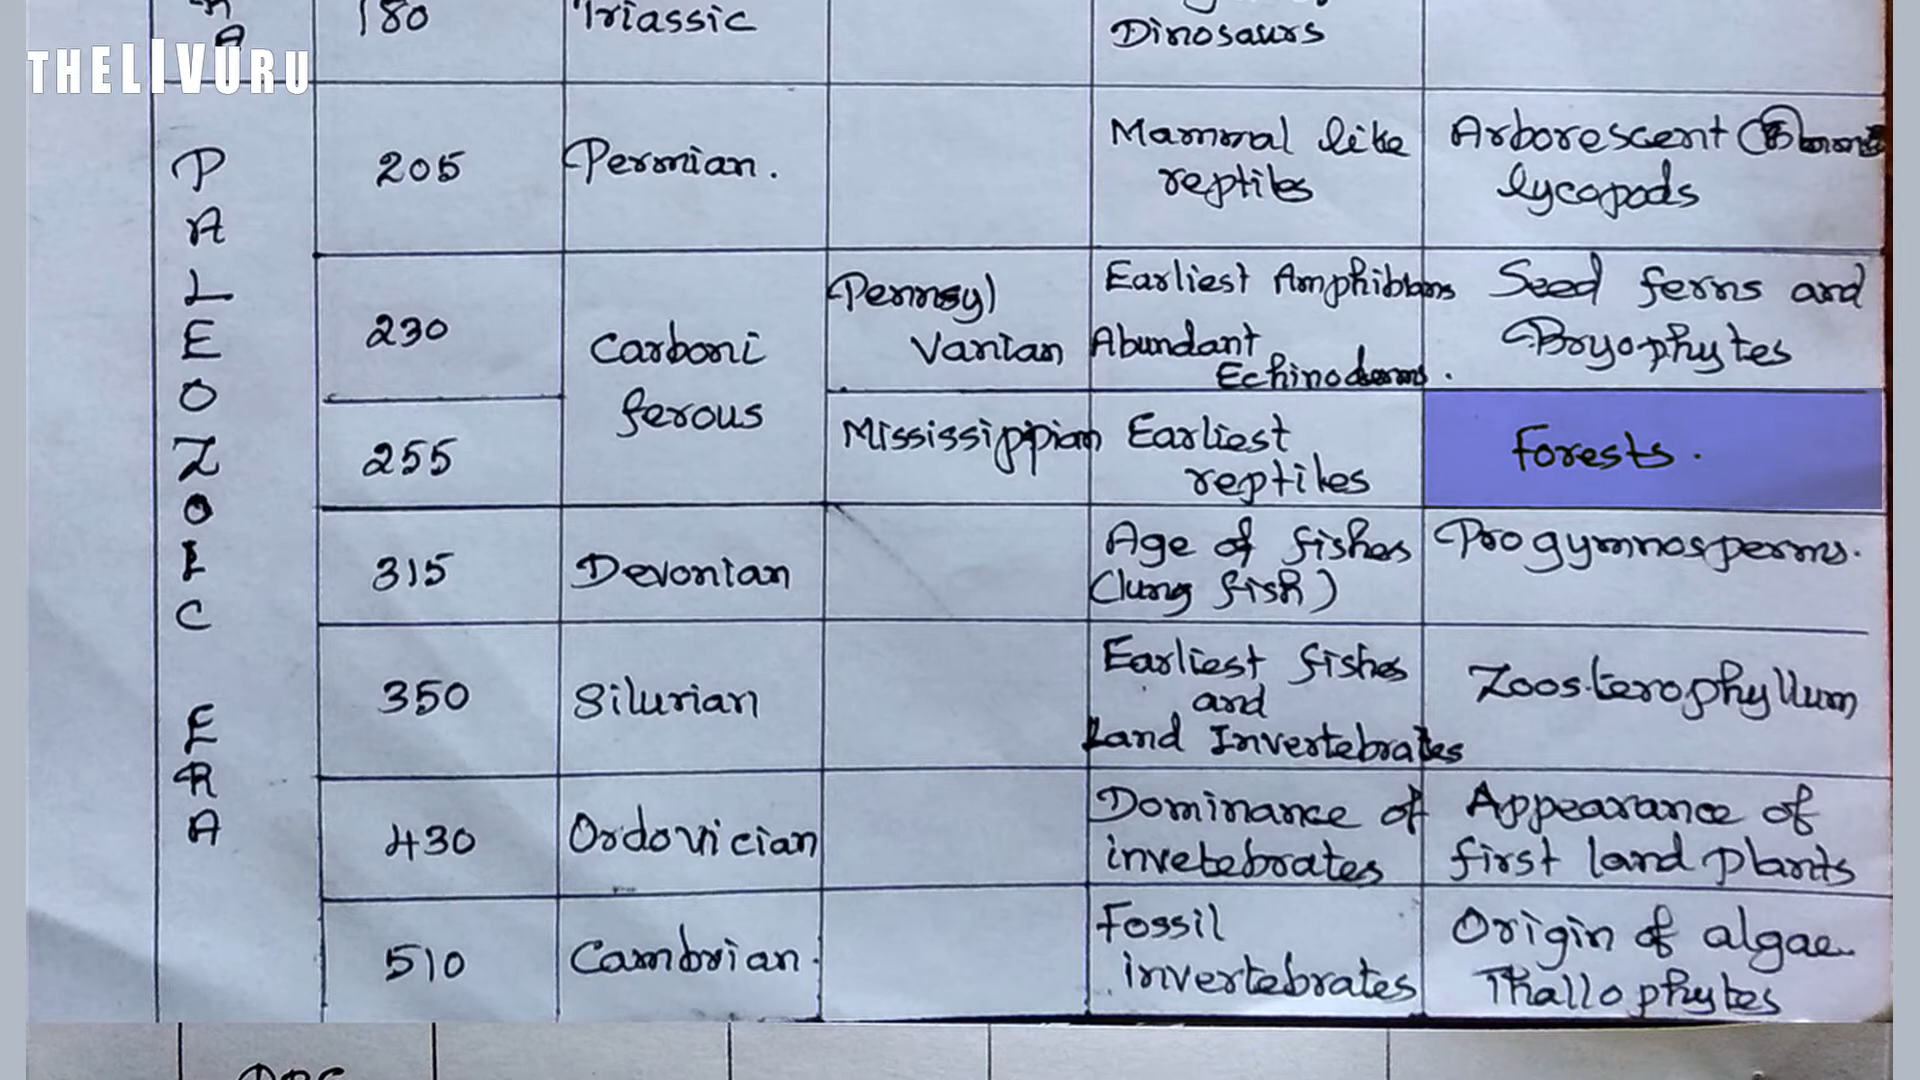 180
Triassic
Dinosaurs
THELIVURU
PALEOZOIC ERA
205
Permian.
Mammal like
reptiles
Arborescent
lycopods
230
Carboni
ferous
Pennsyl
Vanian
Earliest Amphibians
Abundant
Echinoderms.
Seed ferns and
Bryophytes
255
Mississippian
Earliest
reptiles
Forests.
315
Devonian
Age of fishes
(lung fish)
Progymnosperms.
350
Silurian
Earliest fishes
and
Land Invertebrates
Zoosterophyllum
430
Ordovician
Dominance of
invetebrates
Appearance of
first land plants
510
Cambrian.
Fossil
invertebrates
Origin of algae
Thallophytes